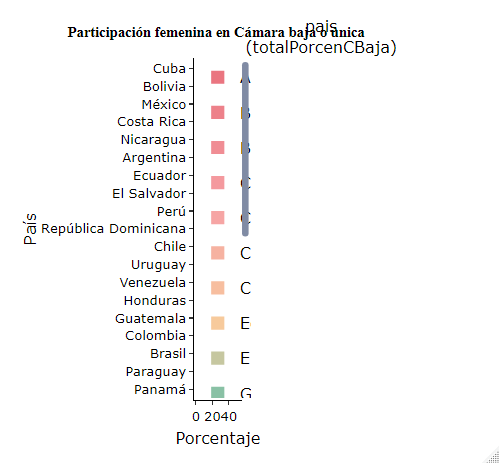 Participación femenina en Cámara baja o única
país
(totalPorcenCBaja)
Cuba
Bolivia
México
Costa Rica
Nicaragua
Argentina
Ecuador
El Salvador
Perú
República Dominicana
Chile
Uruguay
Venezuela
Honduras
Guatemala
Colombia
Brasil
Paraguay
Panamá
A
B
B
C
C
C
C
E
E
G
País
0 2040
Porcentaje